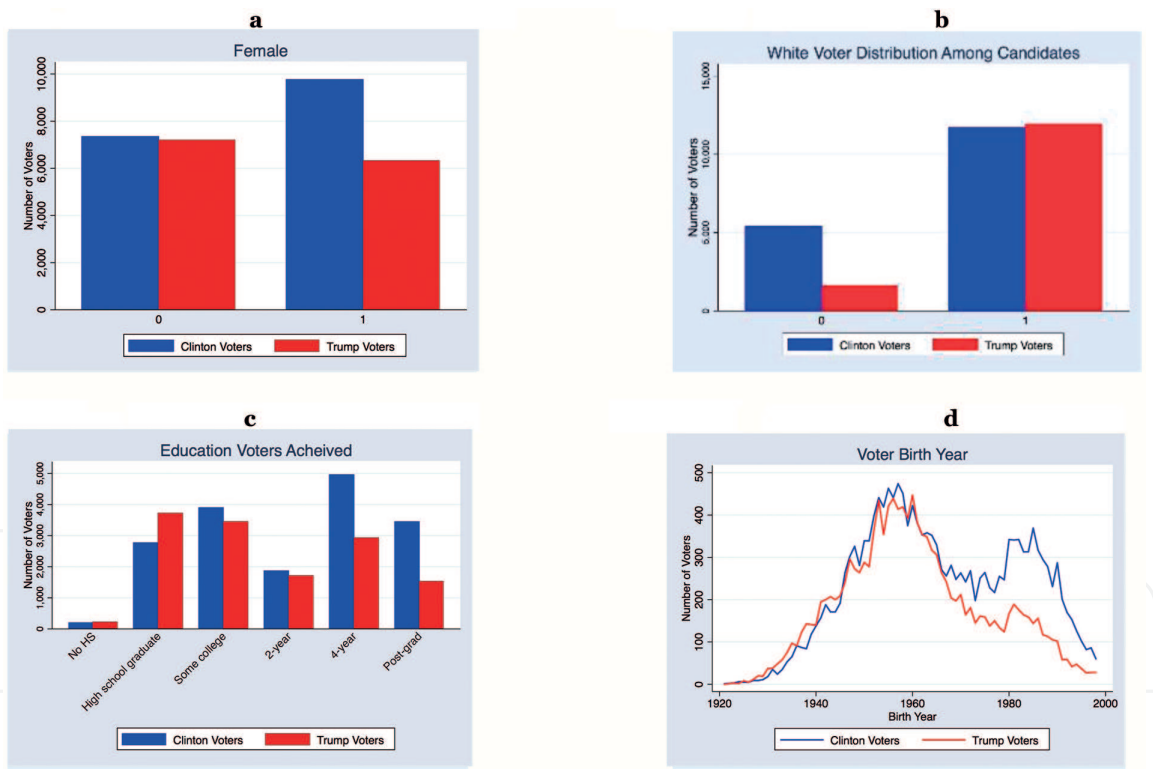 a
Female
Number of Voters
10,000
8,000
6,000
4,000
2,000
0
0 1
Clinton Voters Trump Voters
b
White Voter Distribution Among Candidates
Number of Voters
15,000
10,000
5,000
0
0 1
Clinton Voters Trump Voters
c
Education Voters Acheived
Number of Voters
5,000
4,000
3,000
2,000
1,000
0
No HS High school graduate Some college 2-year 4-year Post-grad
Clinton Voters Trump Voters
d
Voter Birth Year
Number of Voters
500
400
300
200
100
0
1920 1940 1960 1980 2000
Birth Year
Clinton Voters Trump Voters